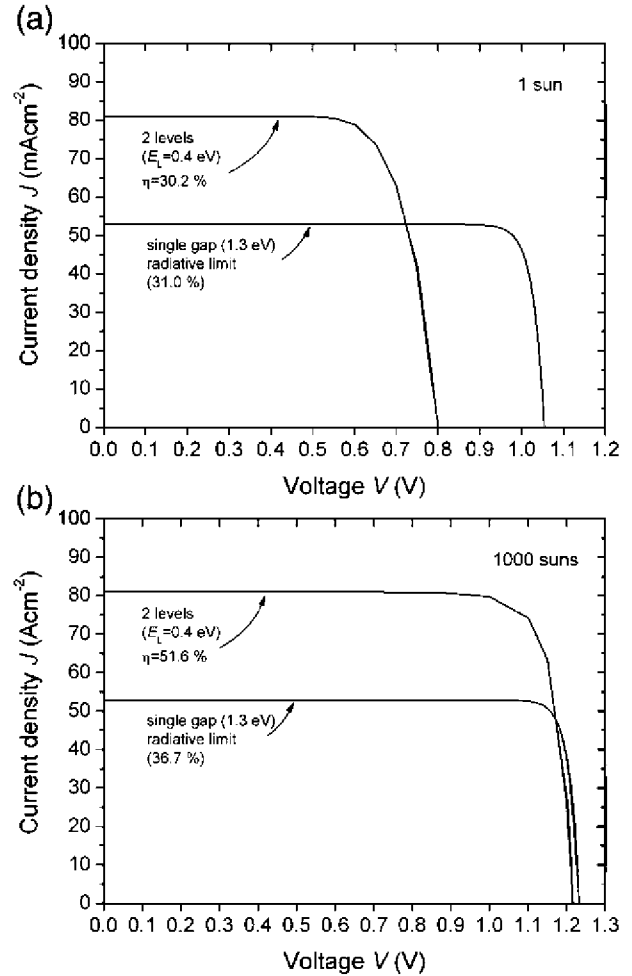 (a)
100
90
80
70
60
50
40
30
20
10
0
Current density J (mAcm-2)
1 sun
2 levels
(EL=0.4 eV)
η=30.2 %
single gap (1.3 eV)
radiative limit
(31.0 %)
0.0 0.1 0.2 0.3 0.4 0.5 0.6 0.7 0.8 0.9 1.0 1.1 1.2
Voltage V (V)
(b)
100
90
80
70
60
50
40
30
20
10
0
Current density J (Acm-2)
1000 suns
2 levels
(EL=0.4 eV)
η=51.6 %
single gap (1.3 eV)
radiative limit
(36.7 %)
0.0 0.1 0.2 0.3 0.4 0.5 0.6 0.7 0.8 0.9 1.0 1.1 1.2 1.3
Voltage V (V)